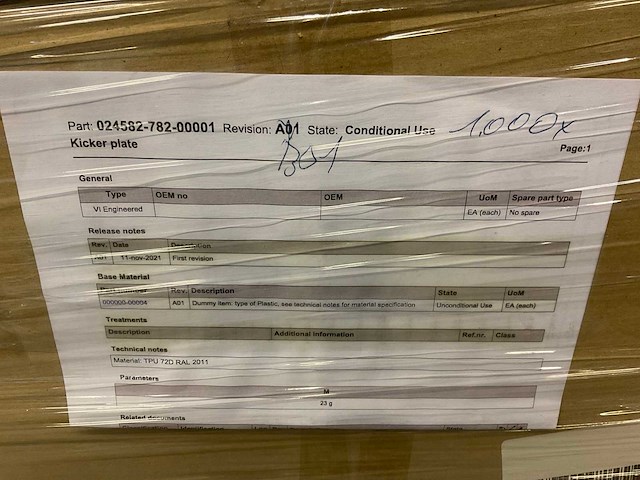 Part: 024582-782-00001 Revision: A01 State: Conditional Use 1,000x
B01
Kicker plate
Page:1
General
Type OEM no OEM UoM Spare part type
VI Engineered EA (each) No spare
Release notes
Rev. Date Description
A01 11-nov-2021 First revision
Base Material
Rev. Description State UoM
000000-00004 A01 Dummy item: type of Plastic, see technical notes for material specification Unconditional Use EA (each)
Treatments
Description Additional information Ref.nr. Class
Technical notes
Material: TPU 72D RAL 2011
Parameters
M
23 g
Related documents